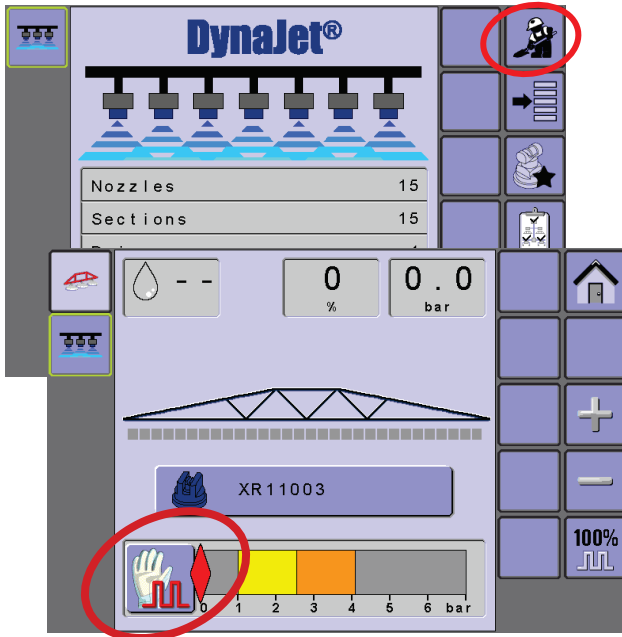 DynaJet®
Nozzles 15
Sections 15
-- 0 % 0.0 bar
XR11003
100%
0 1 2 3 4 5 6 bar